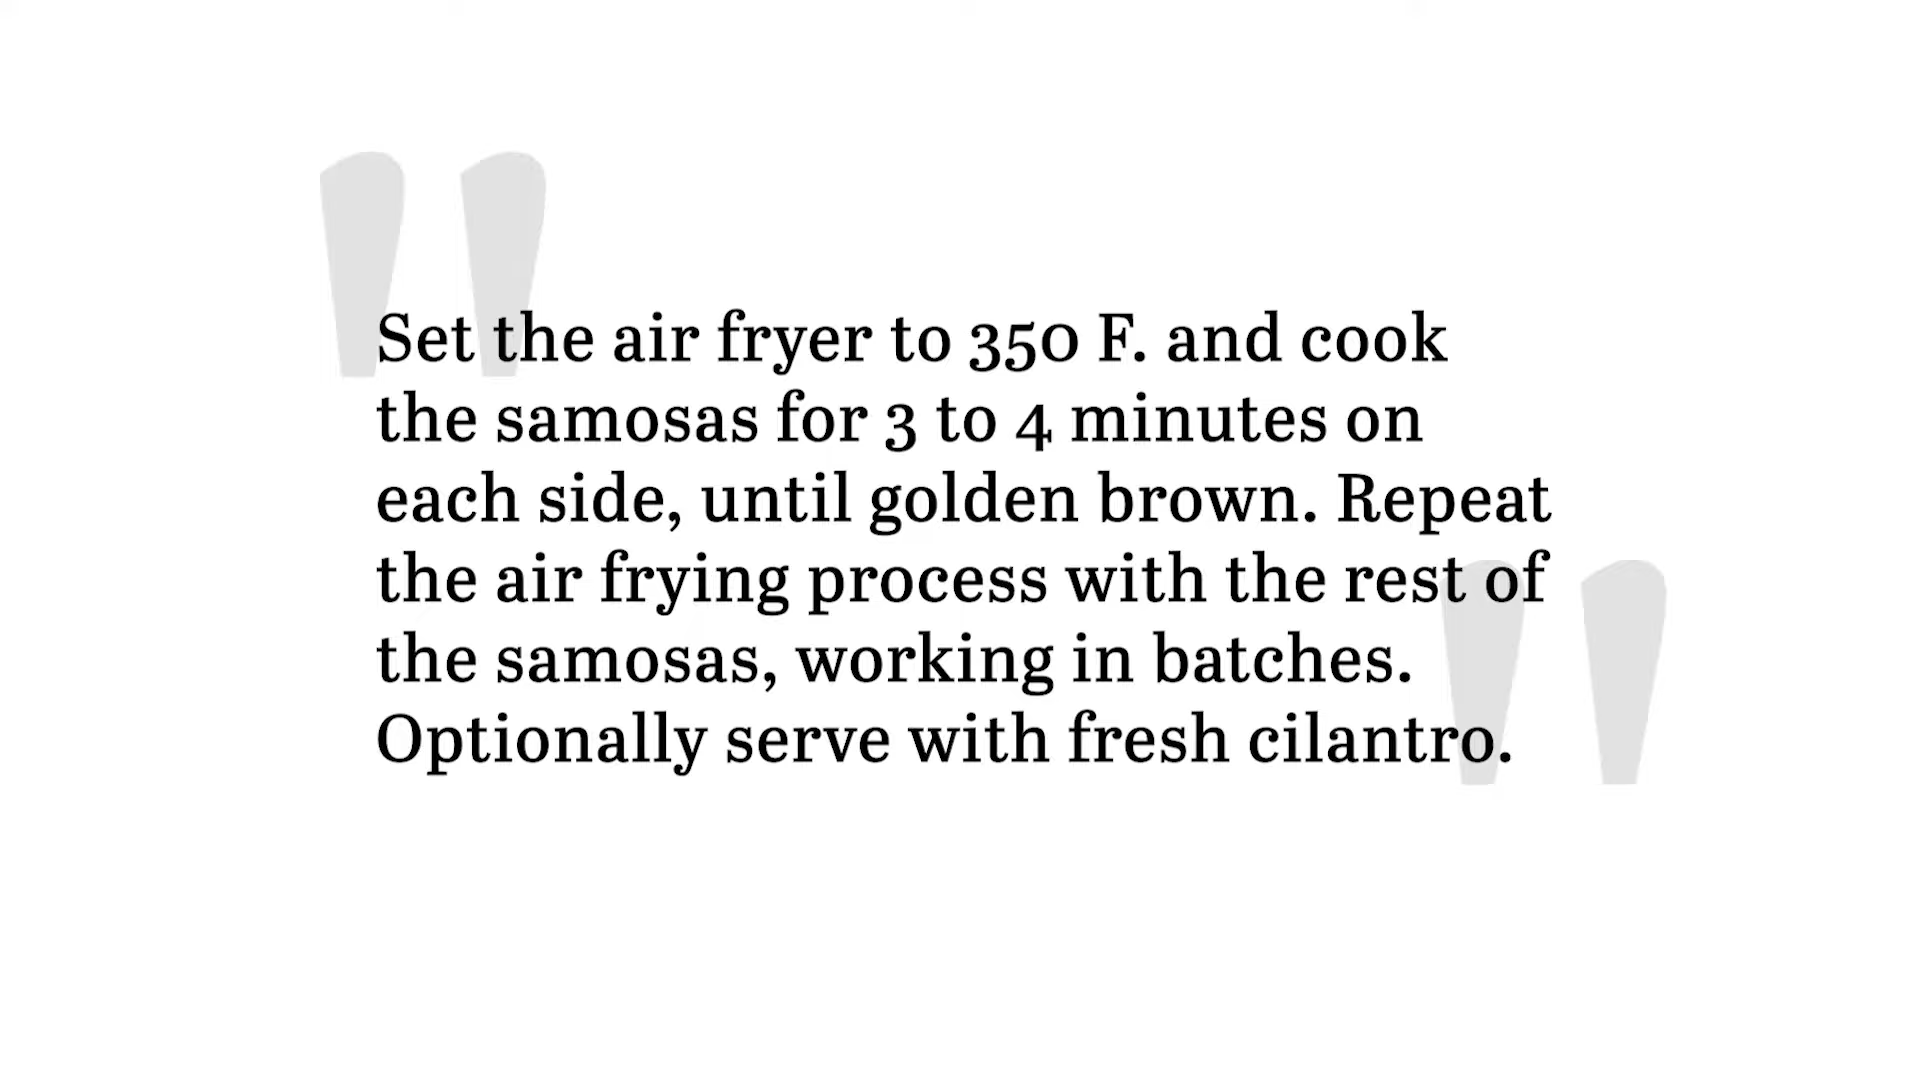 Set the air fryer to 350 F. and cook
the samosas for 3 to 4 minutes on
each side, until golden brown. Repeat
the air frying process with the rest of
the samosas, working in batches.
Optionally serve with fresh cilantro.